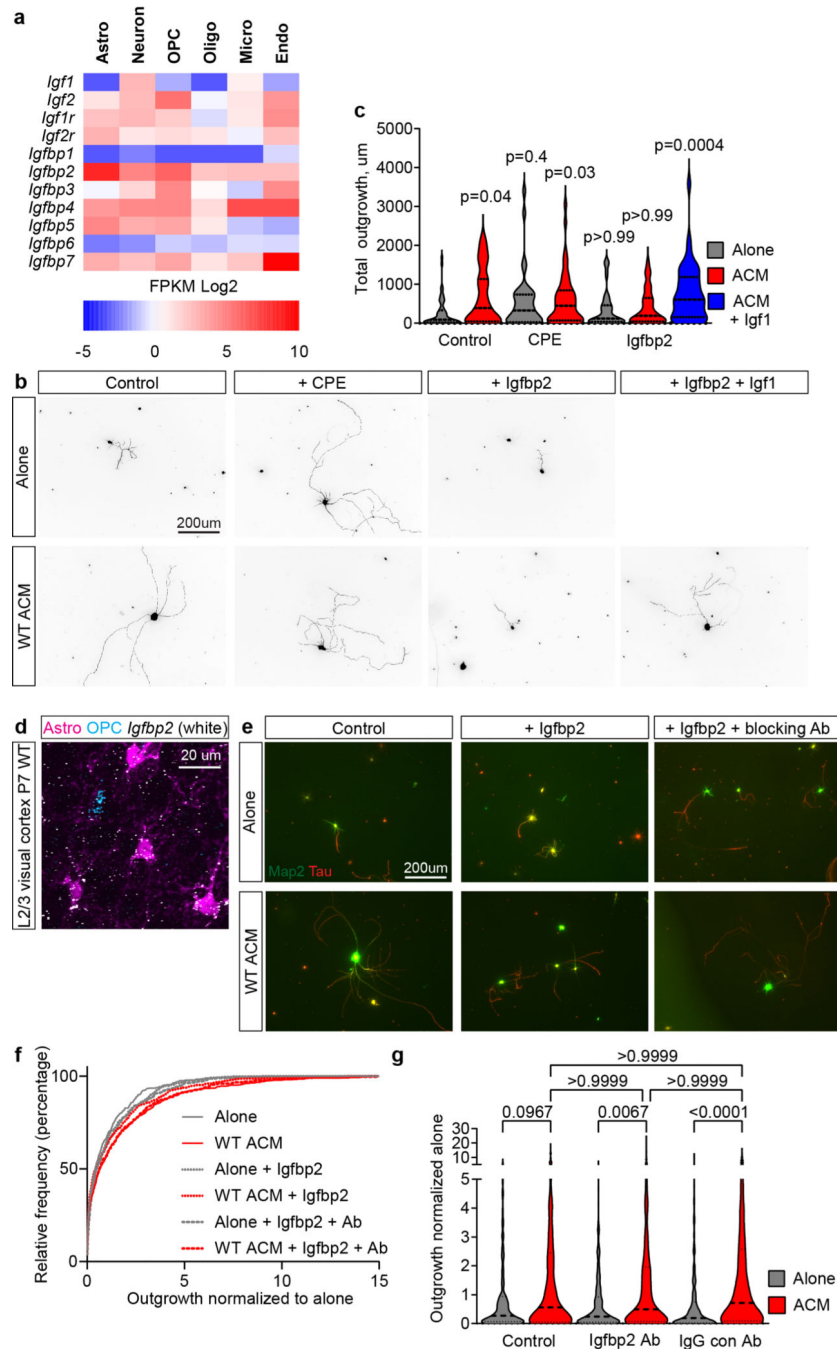 a
Astro Neuron OPC Oligo Micro Endo
Igf1
Igf2
Igf1r
Igf2r
Igfbp1
Igfbp2
Igfbp3
Igfbp4
Igfbp5
Igfbp6
Igfbp7
FPKM Log2
-5 0 5 10
c
Total outgrowth, um
5000
4000
3000
2000
1000
0
p=0.04
p=0.4
p=0.03
p>0.99
p>0.99
p=0.0004
Alone
ACM
ACM
+ Igf1
Control CPE Igfbp2
b
Control + CPE + Igfbp2 + Igfbp2 + Igf1
Alone
200um
WT ACM
d
Astro OPC Igfbp2 (white)
L2/3 visual cortex P7 WT
20 um
e
Control + Igfbp2 + Igfbp2 + blocking Ab
Alone
Map2 Tau
200um
WT ACM
f
Relative frequency (percentage)
100
50
0
Alone
WT ACM
Alone + Igfbp2
WT ACM + Igfbp2
Alone + Igfbp2 + Ab
WT ACM + Igfbp2 + Ab
0 5 10 15
Outgrowth normalized to alone
g
>0.9999
>0.9999 >0.9999
0.0967 0.0067 <0.0001
Outgrowth normalized alone
30
20
10
5
4
3
2
1
0
Alone
ACM
Control Igfbp2 Ab IgG con Ab